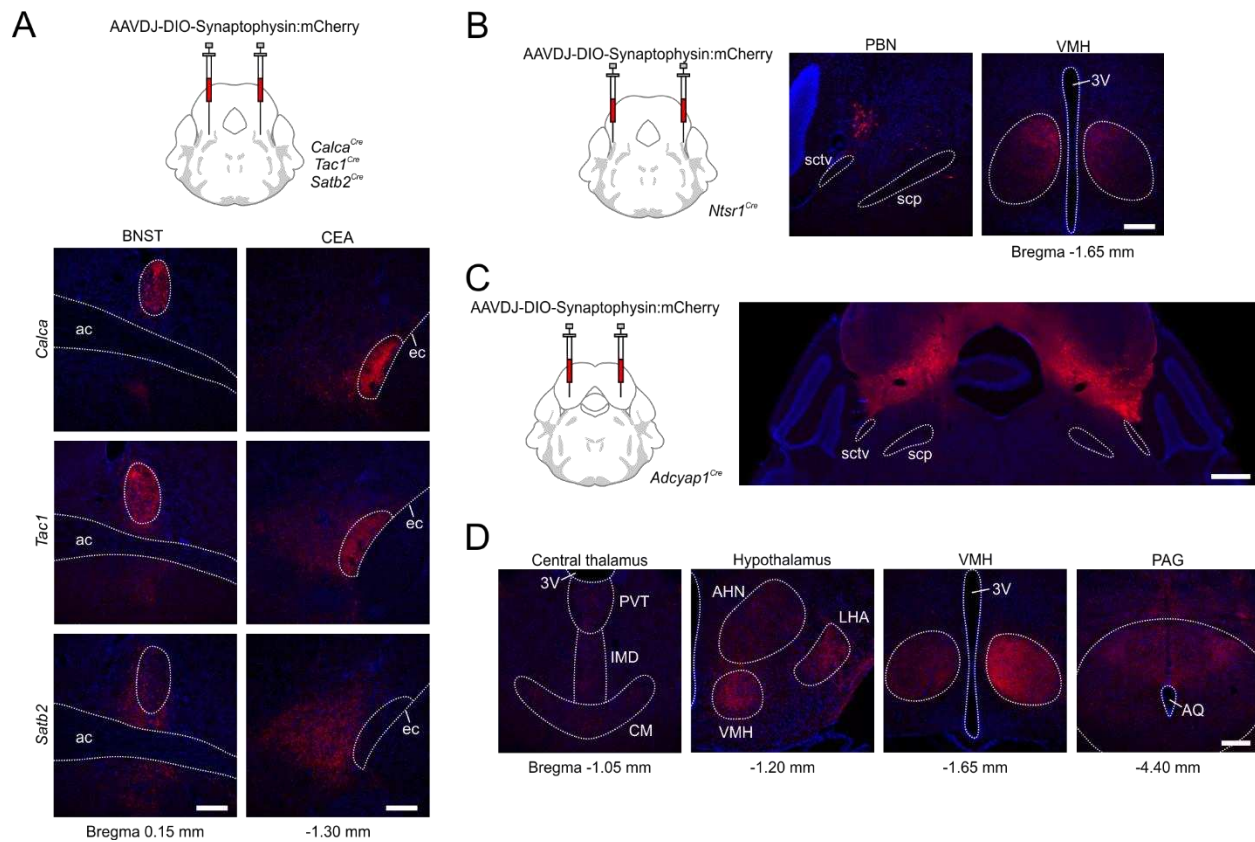 A
AAVDJ-DIO-Synaptophysin:mCherry
Calca^Cre
Tac1^Cre
Satb2^Cre
BNST
CEA
Calca
ac
ec
Tac1
ac
ec
Satb2
ac
ec
Bregma 0.15 mm
-1.30 mm
B
AAVDJ-DIO-Synaptophysin:mCherry
Ntsr1^Cre
PBN
VMH
sctv
scp
3V
Bregma -1.65 mm
C
AAVDJ-DIO-Synaptophysin:mCherry
Adcyap1^Cre
sctv
scp
D
Central thalamus
Hypothalamus
VMH
PAG
3V
PVT
IMD
CM
AHN
LHA
VMH
3V
AQ
Bregma -1.05 mm
-1.20 mm
-1.65 mm
-4.40 mm